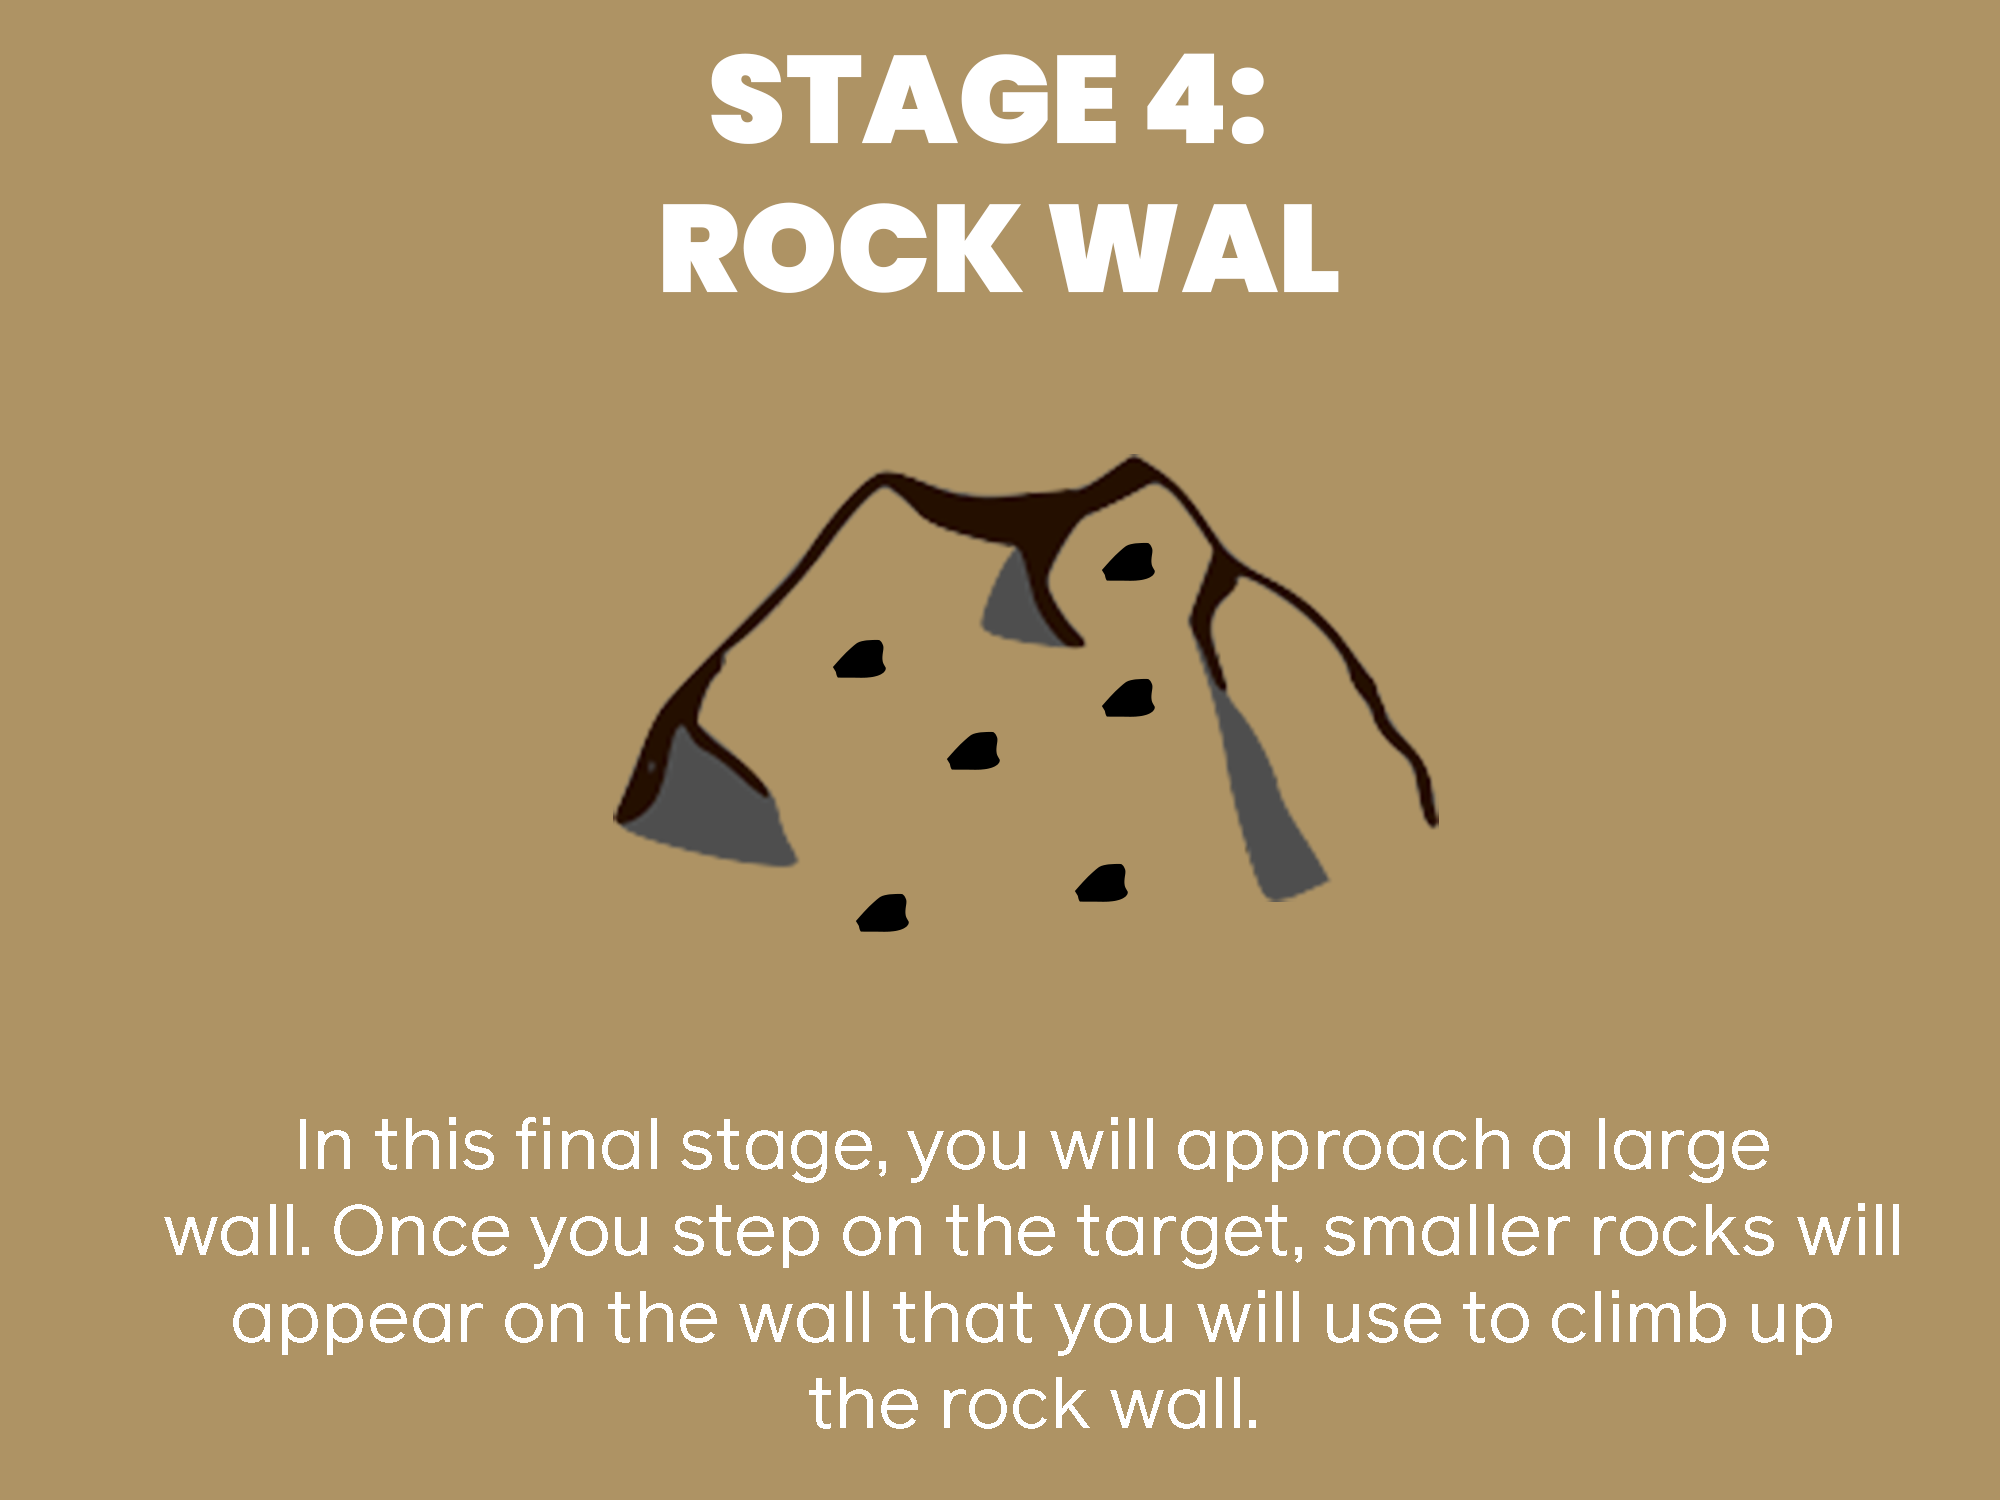 STAGE 4:
ROCK WAL
In this final stage, you will approach a large
wall. Once you step on the target, smaller rocks will
appear on the wall that you will use to climb up
the rock wall.